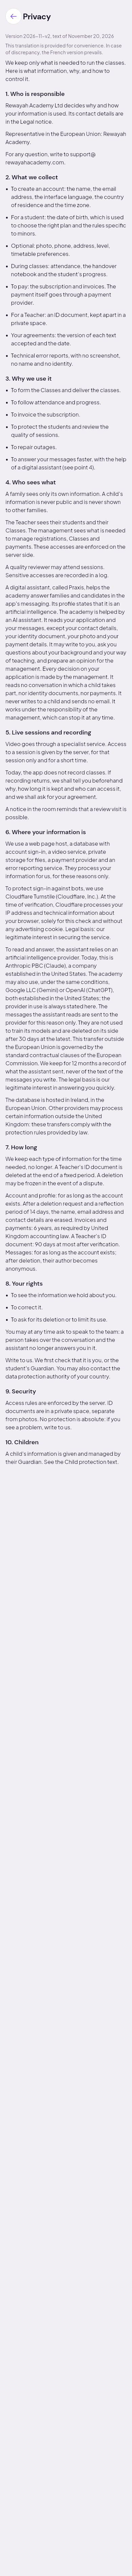 Privacy
Version 2026-11-v2, text of November 20, 2026
This translation is provided for convenience. In case
of discrepancy, the French version prevails.
We keep only what is needed to run the classes.
Here is what information, why, and how to
control it.
1. Who is responsible
Rewayah Academy Ltd decides why and how
your information is used. Its contact details are
in the Legal notice.
Representative in the European Union: Rewayah
Academy.
For any question, write to support@
rewayahacademy.com.
2. What we collect
• To create an account: the name, the email
address, the interface language, the country
of residence and the time zone.
• For a student: the date of birth, which is used
to choose the right plan and the rules specific
to minors.
• Optional: photo, phone, address, level,
timetable preferences.
• During classes: attendance, the handover
notebook and the student's progress.
• To pay: the subscription and invoices. The
payment itself goes through a payment
provider.
• For a Teacher: an ID document, kept apart in a
private space.
• Your agreements: the version of each text
accepted and the date.
• Technical error reports, with no screenshot,
no name and no identity.
3. Why we use it
• To form the Classes and deliver the classes.
• To follow attendance and progress.
• To invoice the subscription.
• To protect the students and review the
quality of sessions.
• To repair outages.
• To answer your messages faster, with the help
of a digital assistant (see point 4).
4. Who sees what
A family sees only its own information. A child's
information is never public and is never shown
to other families.
The Teacher sees their students and their
Classes. The management sees what is needed
to manage registrations, Classes and
payments. These accesses are enforced on the
server side.
A quality reviewer may attend sessions.
Sensitive accesses are recorded in a log.
A digital assistant, called Praxis, helps the
academy answer families and candidates in the
app's messaging. Its profile states that it is an
artificial intelligence: the academy is helped by
an AI assistant. It reads your application and
your messages, except your contact details,
your identity document, your photo and your
payment details. It may write to you, ask you
questions about your background and your way
of teaching, and prepare an opinion for the
management. Every decision on your
application is made by the management. It
reads no conversation in which a child takes
part, nor identity documents, nor payments. It
never writes to a child and sends no email. It
works under the responsibility of the
management, which can stop it at any time.
5. Live sessions and recording
Video goes through a specialist service. Access
to a session is given by the server, for that
session only and for a short time.
Today, the app does not record classes. If
recording returns, we shall tell you beforehand
why, how long it is kept and who can access it,
and we shall ask for your agreement.
A notice in the room reminds that a review visit is
possible.
6. Where your information is
We use a web page host, a database with
account sign-in, a video service, private
storage for files, a payment provider and an
error reporting service. They process your
information for us, for these reasons only.
To protect sign-in against bots, we use
Cloudflare Turnstile (Cloudflare, Inc.). At the
time of verification, Cloudflare processes your
IP address and technical information about
your browser, solely for this check and without
any advertising cookie. Legal basis: our
legitimate interest in securing the service.
To read and answer, the assistant relies on an
artificial intelligence provider. Today, this is
Anthropic PBC (Claude), a company
established in the United States. The academy
may also use, under the same conditions,
Google LLC (Gemini) or OpenAI (ChatGPT),
both established in the United States; the
provider in use is always stated here. The
messages the assistant reads are sent to the
provider for this reason only. They are not used
to train its models and are deleted on its side
after 30 days at the latest. This transfer outside
the European Union is governed by the
standard contractual clauses of the European
Commission. We keep for 12 months a record of
what the assistant sent, never of the text of the
messages you write. The legal basis is our
legitimate interest in answering you quickly.
The database is hosted in Ireland, in the
European Union. Other providers may process
certain information outside the United
Kingdom: these transfers comply with the
protection rules provided by law.
7. How long
We keep each type of information for the time
needed, no longer. A Teacher's ID document is
deleted at the end of a fixed period. A deletion
may be frozen in the event of a dispute.
Account and profile: for as long as the account
exists. After a deletion request and a reflection
period of 14 days, the name, email address and
contact details are erased. Invoices and
payments: 6 years, as required by United
Kingdom accounting law. A Teacher's ID
document: 90 days at most after verification.
Messages: for as long as the account exists;
after deletion, their author becomes
anonymous.
8. Your rights
• To see the information we hold about you.
• To correct it.
• To ask for its deletion or to limit its use.
You may at any time ask to speak to the team: a
person then takes over the conversation and the
assistant no longer answers you in it.
Write to us. We first check that it is you, or the
student's Guardian. You may also contact the
data protection authority of your country.
9. Security
Access rules are enforced by the server. ID
documents are in a private space, separate
from photos. No protection is absolute: if you
see a problem, write to us.
10. Children
A child's information is given and managed by
their Guardian. See the Child protection text.